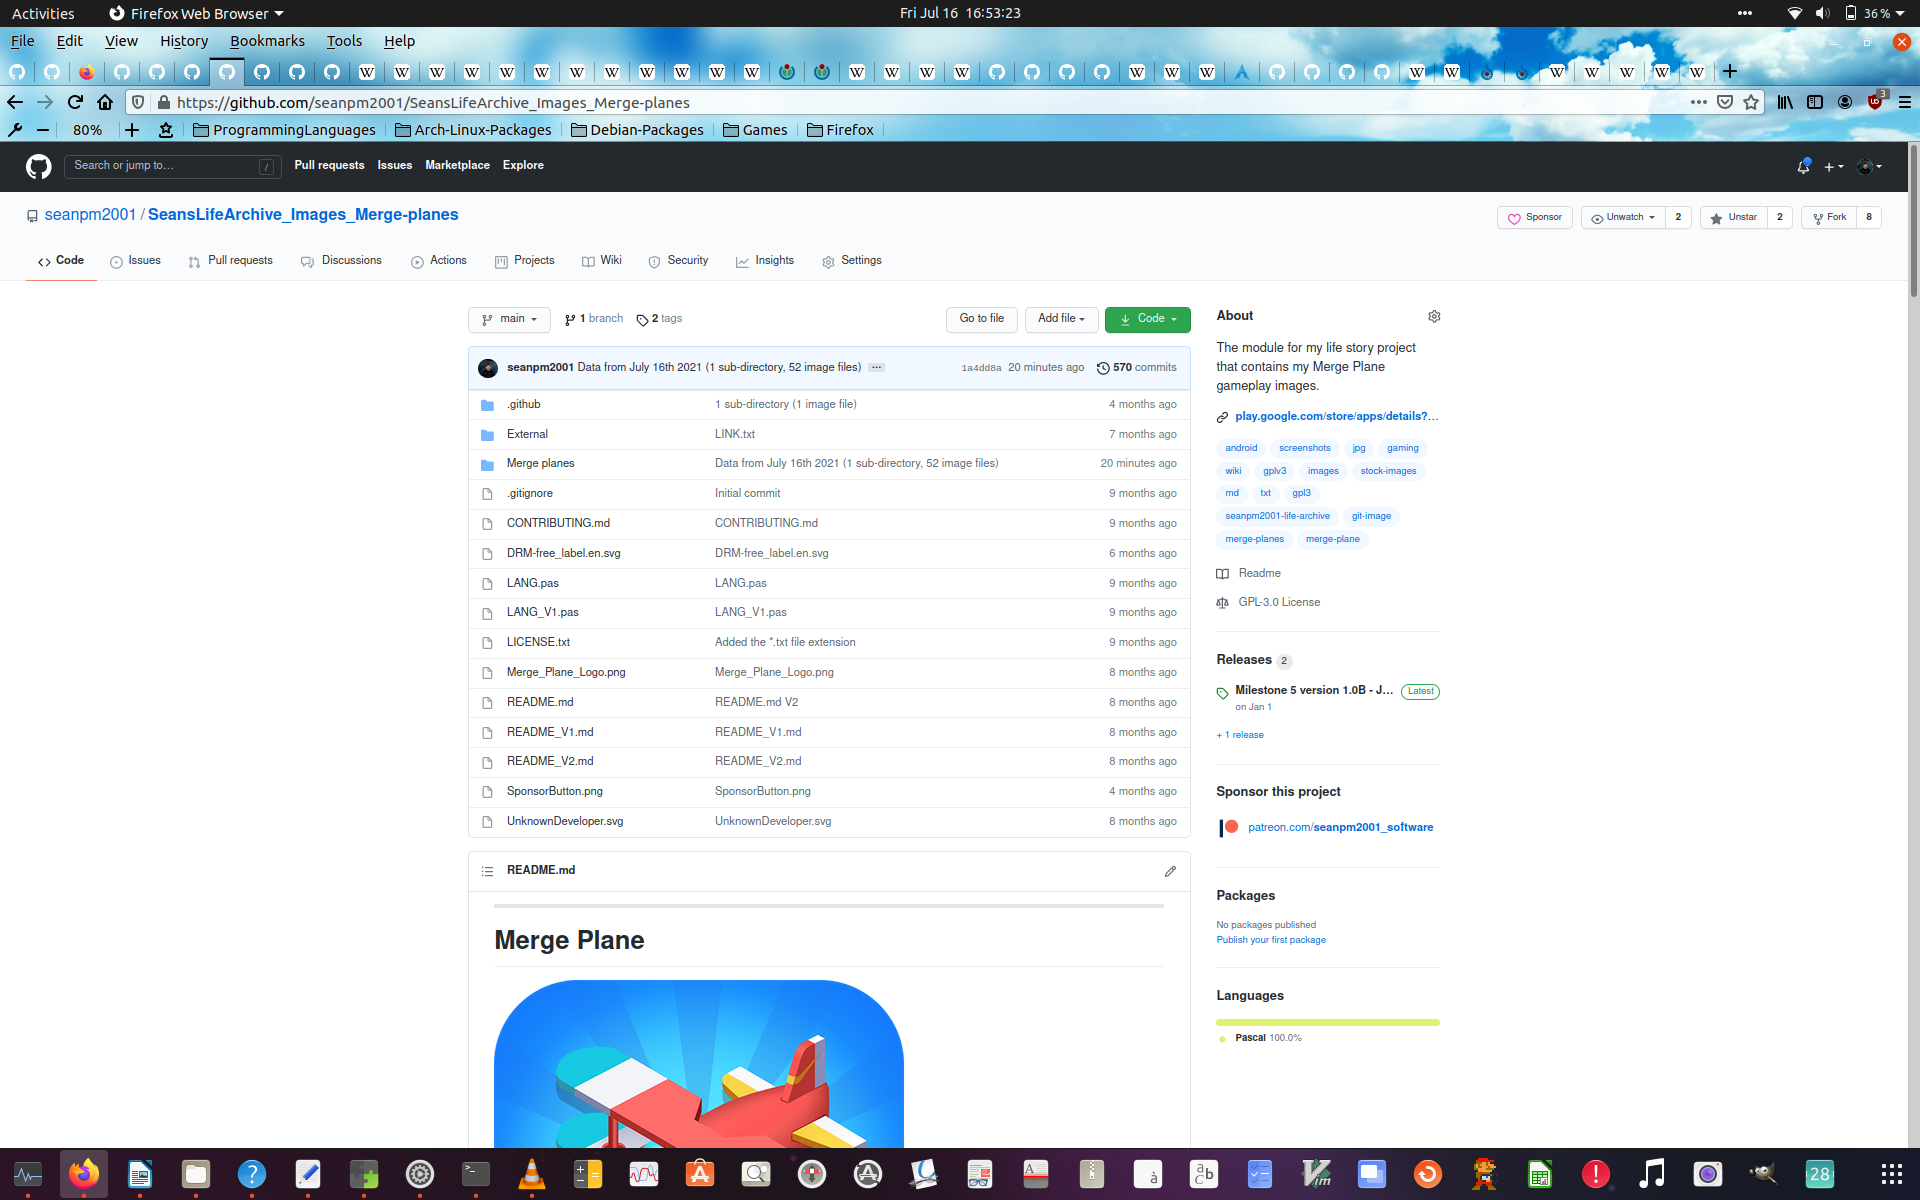 Activities Firefox Web Browser Fri Jul 16 16:53:23 36 %
File Edit View History Bookmarks Tools Help
https://github.com/seanpm2001/SeansLifeArchive_Images_Merge-planes 3
80% ProgrammingLanguages Arch-Linux-Packages Debian-Packages Games Firefox
Search or jump to... / Pull requests Issues Marketplace Explore
seanpm2001 / SeansLifeArchive_Images_Merge-planes Sponsor Unwatch 2 Unstar 2 Fork 8
Code Issues Pull requests Discussions Actions Projects Wiki Security Insights Settings
main 1 branch 2 tags Go to file Add file Code
seanpm2001 Data from July 16th 2021 (1 sub-directory, 52 image files) ... 1a4dd8a 20 minutes ago 570 commits
.github 1 sub-directory (1 image file) 4 months ago
External LINK.txt 7 months ago
Merge planes Data from July 16th 2021 (1 sub-directory, 52 image files) 20 minutes ago
.gitignore Initial commit 9 months ago
CONTRIBUTING.md CONTRIBUTING.md 9 months ago
DRM-free_label.en.svg DRM-free_label.en.svg 6 months ago
LANG.pas LANG.pas 9 months ago
LANG_V1.pas LANG_V1.pas 9 months ago
LICENSE.txt Added the *.txt file extension 9 months ago
Merge_Plane_Logo.png Merge_Plane_Logo.png 8 months ago
README.md README.md V2 8 months ago
README_V1.md README_V1.md 8 months ago
README_V2.md README_V2.md 8 months ago
SponsorButton.png SponsorButton.png 4 months ago
UnknownDeveloper.svg UnknownDeveloper.svg 8 months ago
README.md
Merge Plane
About
The module for my life story project
that contains my Merge Plane
gameplay images.
play.google.com/store/apps/details?...
android screenshots jpg gaming
wiki gplv3 images stock-images
md txt gpl3
seanpm2001-life-archive git-image
merge-planes merge-plane
Readme
GPL-3.0 License
Releases 2
Milestone 5 version 1.0B - J... Latest
on Jan 1
+ 1 release
Sponsor this project
patreon.com/seanpm2001_software
Packages
No packages published
Publish your first package
Languages
Pascal 100.0%
28